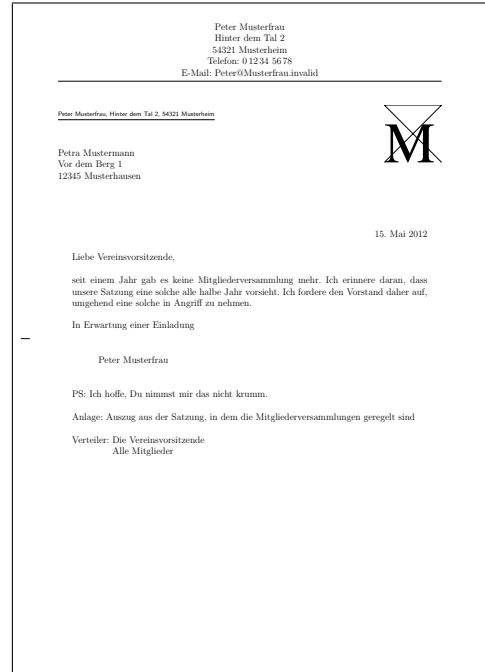 Peter Musterfrau
Hinter dem Tal 2
54321 Musterheim
Telefon: 0 12 34 56 78
E-Mail: Peter@Musterfrau.invalid
Peter Musterfrau, Hinter dem Tal 2, 54321 Musterheim
M
Petra Mustermann
Vor dem Berg 1
12345 Musterhausen
15. Mai 2012
Liebe Vereinsvorsitzende,
seit einem Jahr gab es keine Mitgliederversammlung mehr. Ich erinnere daran, dass
unsere Satzung eine solche alle halbe Jahr vorsieht. Ich fordere den Vorstand daher auf,
umgehend eine solche in Angriff zu nehmen.
In Erwartung einer Einladung
Peter Musterfrau
PS: Ich hoffe, Du nimmst mir das nicht krumm.
Anlage: Auszug aus der Satzung, in dem die Mitgliederversammlungen geregelt sind
Verteiler: Die Vereinsvorsitzende
Alle Mitglieder